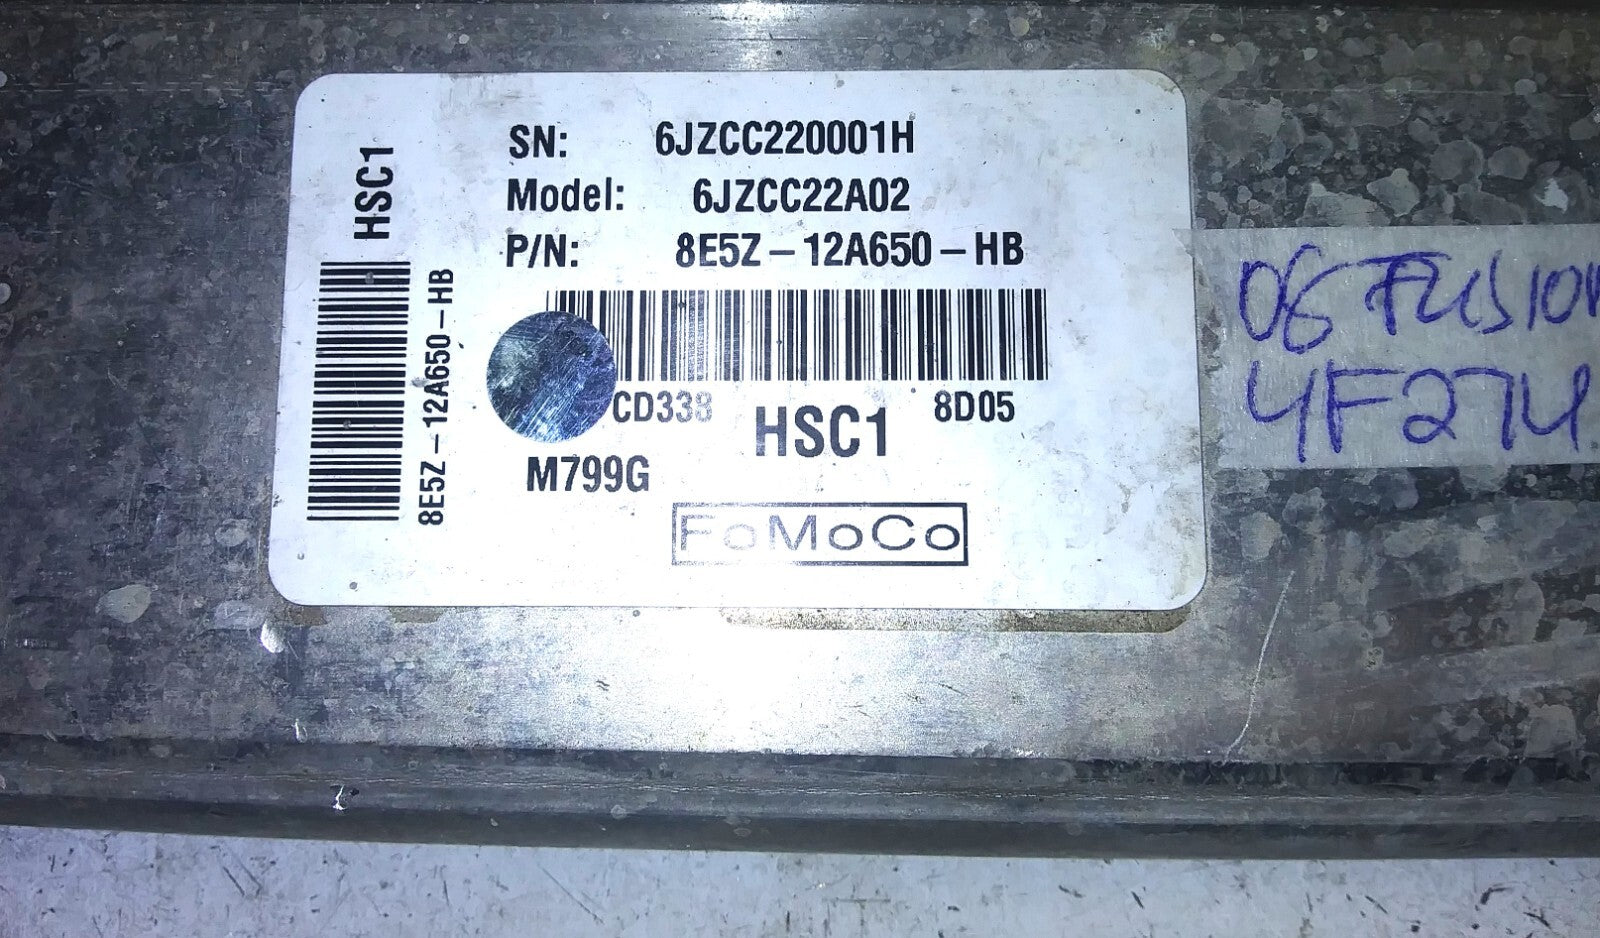 HSC1
8E5Z-12A650-HB
SN: 6JZCC220001H
Model: 6JZCC22A02
P/N: 8E5Z-12A650-HB
CD338
8D05
HSC1
M799G
FoMoCo
06 FUSION
4F274